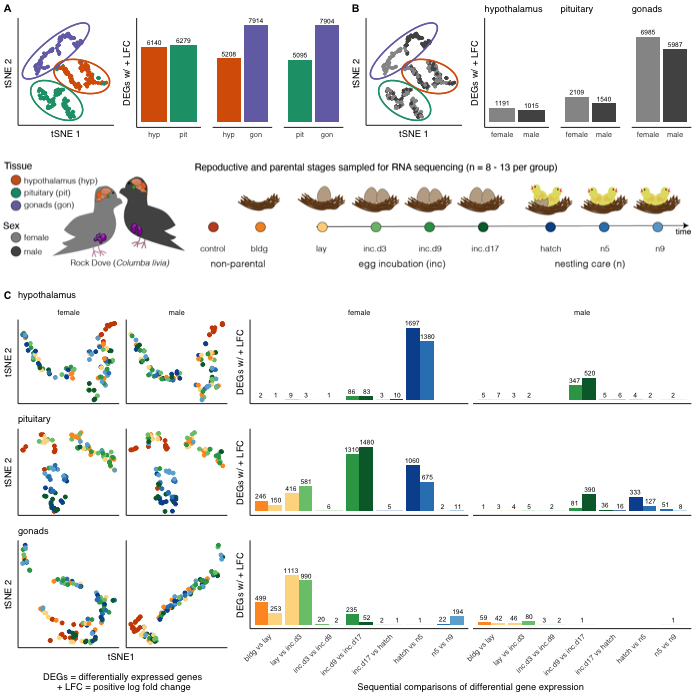 A
B
hypothalamus
pituitary
gonads
tSNE 2
tSNE 1
DEGs w/ + LFC
6140
6279
5208
7914
5095
7904
hyp
pit
hyp
gon
pit
gon
tSNE 2
tSNE 1
DEGs w/ + LFC
1191
1015
2109
1540
6985
5987
female
male
female
male
female
male
Tissue
hypothalamus (hyp)
pituitary (pit)
gonads (gon)
Sex
female
male
Rock Dove (Columba livia)
Reproductive and parental stages sampled for RNA sequencing (n = 8 - 13 per group)
time
control
bldg
lay
inc.d3
inc.d9
inc.d17
hatch
n5
n9
non-parental
egg incubation (inc)
nestling care (n)
C
hypothalamus
female
male
female
male
tSNE 2
DEGs w/ + LFC
2 1 9 3 1 86 83 3 10 1697 1380
5 7 3 2 347 520 4 2 2
pituitary
tSNE 2
DEGs w/ + LFC
246 150 416 581 6 1310 1480 5 1060 675 2 11
1 3 4 5 2 81 390 36 16 333 127 51 8
gonads
tSNE 2
tSNE1
DEGs w/ + LFC
499 253 1113 990 20 2 235 52 2 1 1 22 194
59 42 46 80 3 2 1 1
bldg vs lay
lay vs inc.d3
inc.d3 vs inc.d9
inc.d9 vs inc.d17
inc.d17 vs hatch
hatch vs n5
n5 vs n9
bldg vs lay
lay vs inc.d3
inc.d3 vs inc.d9
inc.d9 vs inc.d17
inc.d17 vs hatch
hatch vs n5
n5 vs n9
DEGs = differentially expressed genes
+ LFC = positive log fold change
Sequential comparisons of differential gene expression